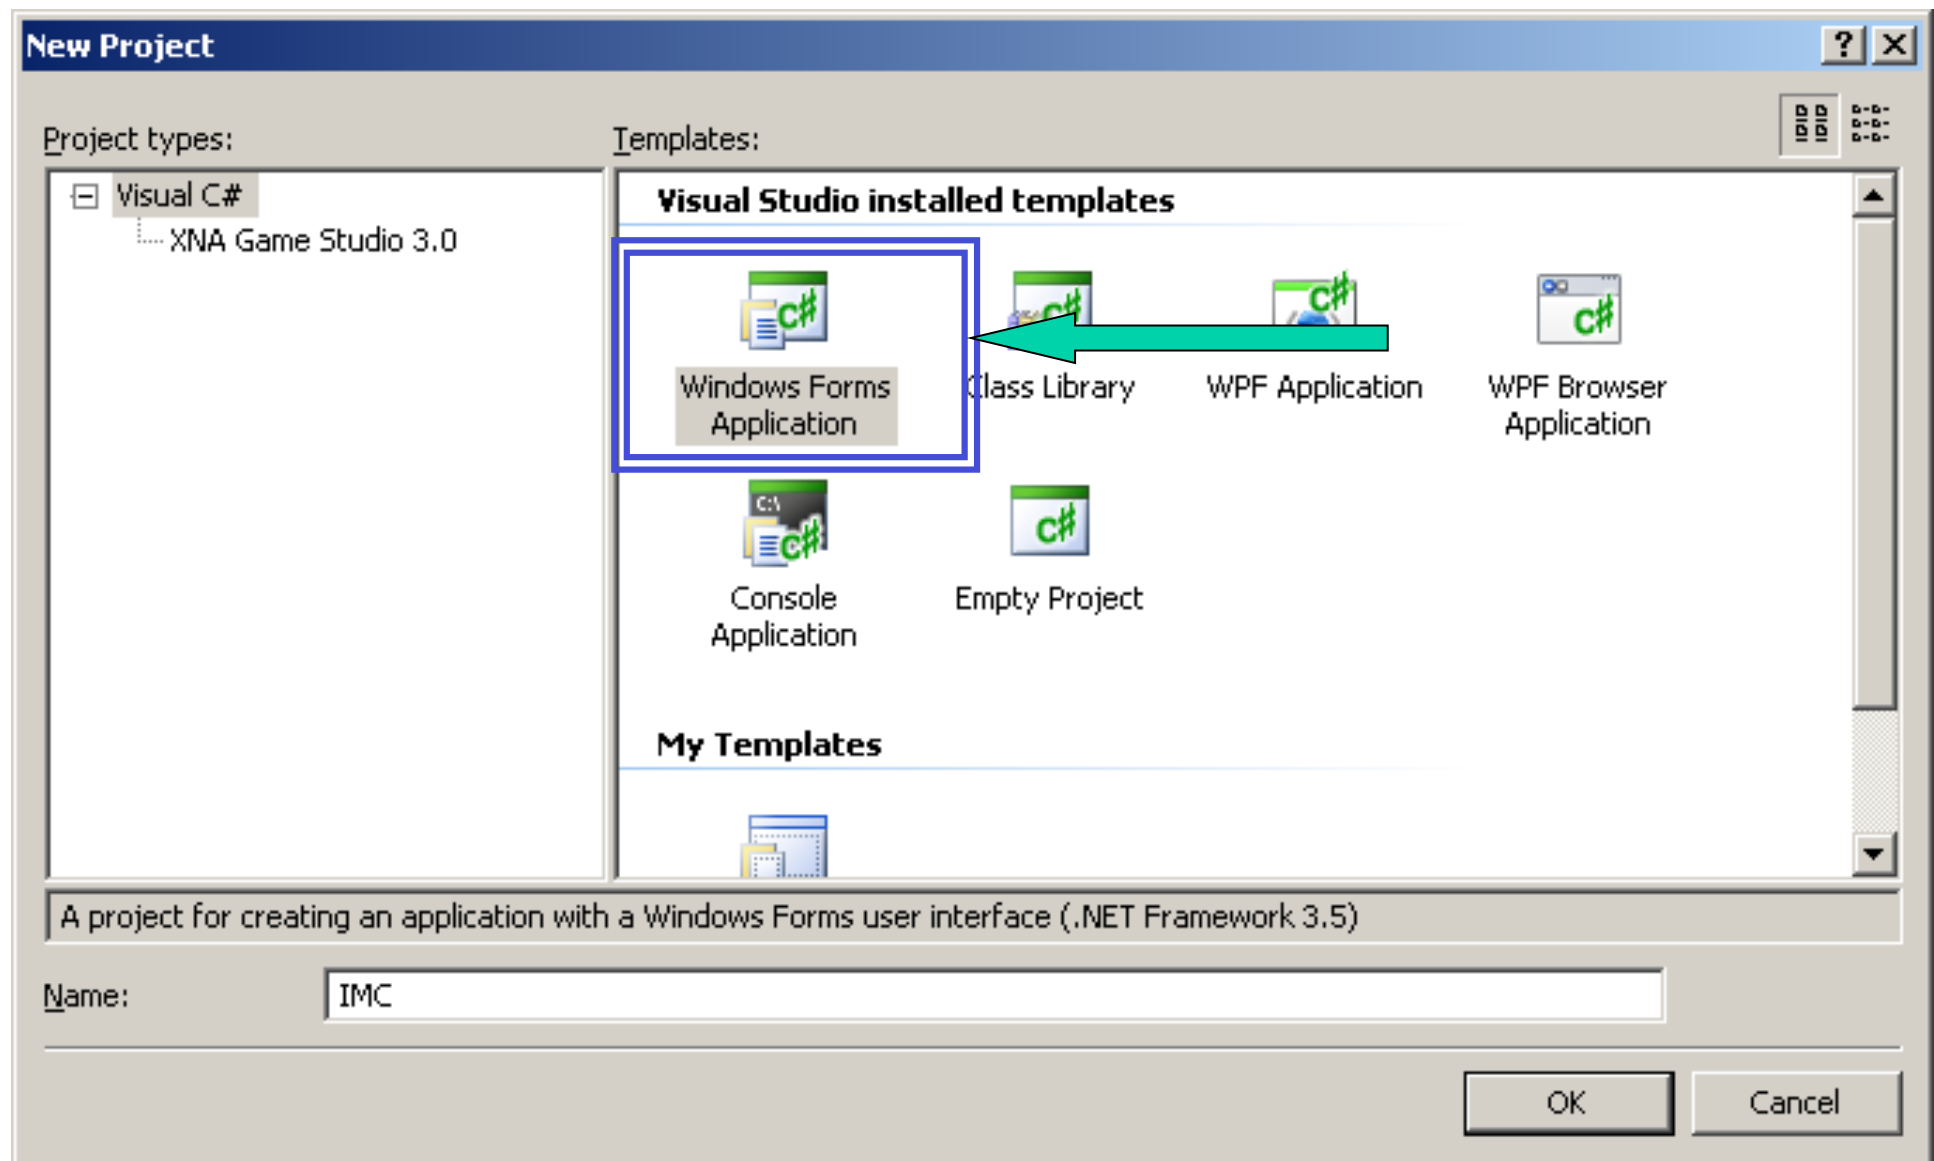 New Project
Project types:
Templates:
Visual C#
XNA Game Studio 3.0
Visual Studio installed templates
Windows Forms
Application
Class Library
WPF Application
WPF Browser
Application
Console
Application
Empty Project
My Templates
A project for creating an application with a Windows Forms user interface (.NET Framework 3.5)
Name:
IMC
OK
Cancel